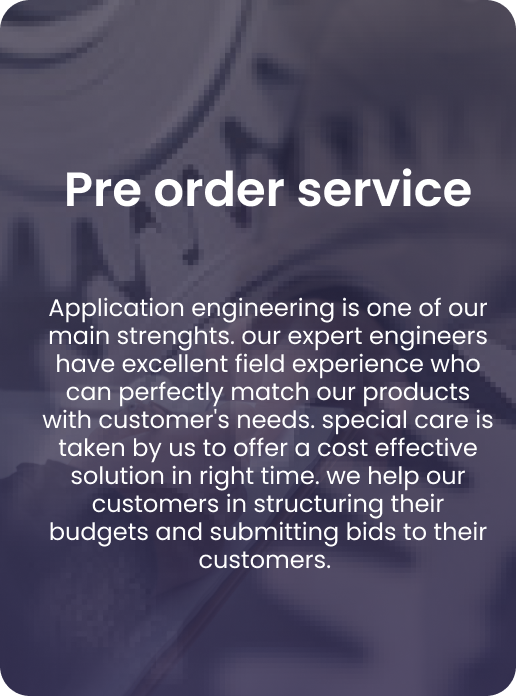 Pre order service
Application engineering is one of our
main strenghts. our expert engineers
have excellent field experience who
can perfectly match our products
with customer's needs. special care is
taken by us to offer a cost effective
solution in right time. we help our
customers in structuring their
budgets and submitting bids to their
customers.